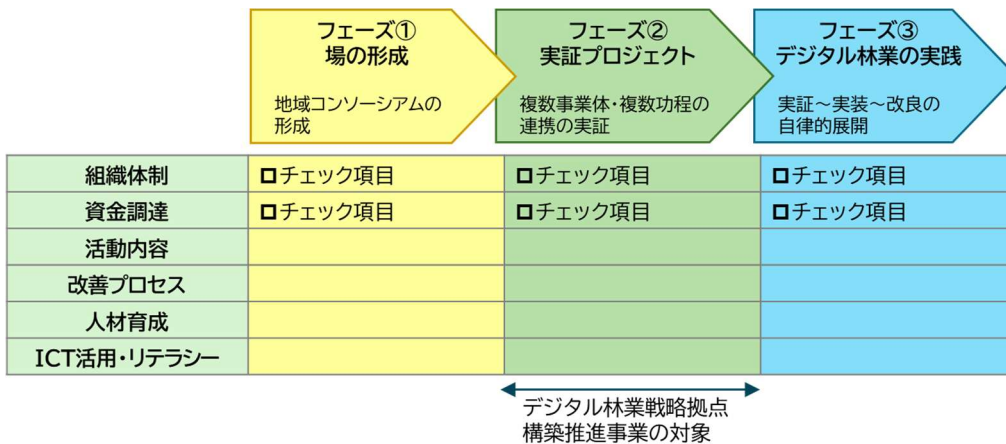 フェーズ①
場の形成
地域コンソーシアムの
形成
フェーズ②
実証プロジェクト
複数事業体・複数功程の
連携の実証
フェーズ③
デジタル林業の実践
実証～実装～改良の
自律的展開
組織体制 □チェック項目 □チェック項目 □チェック項目
資金調達 □チェック項目 □チェック項目 □チェック項目
活動内容
改善プロセス
人材育成
ICT活用・リテラシー
デジタル林業戦略拠点
構築推進事業の対象